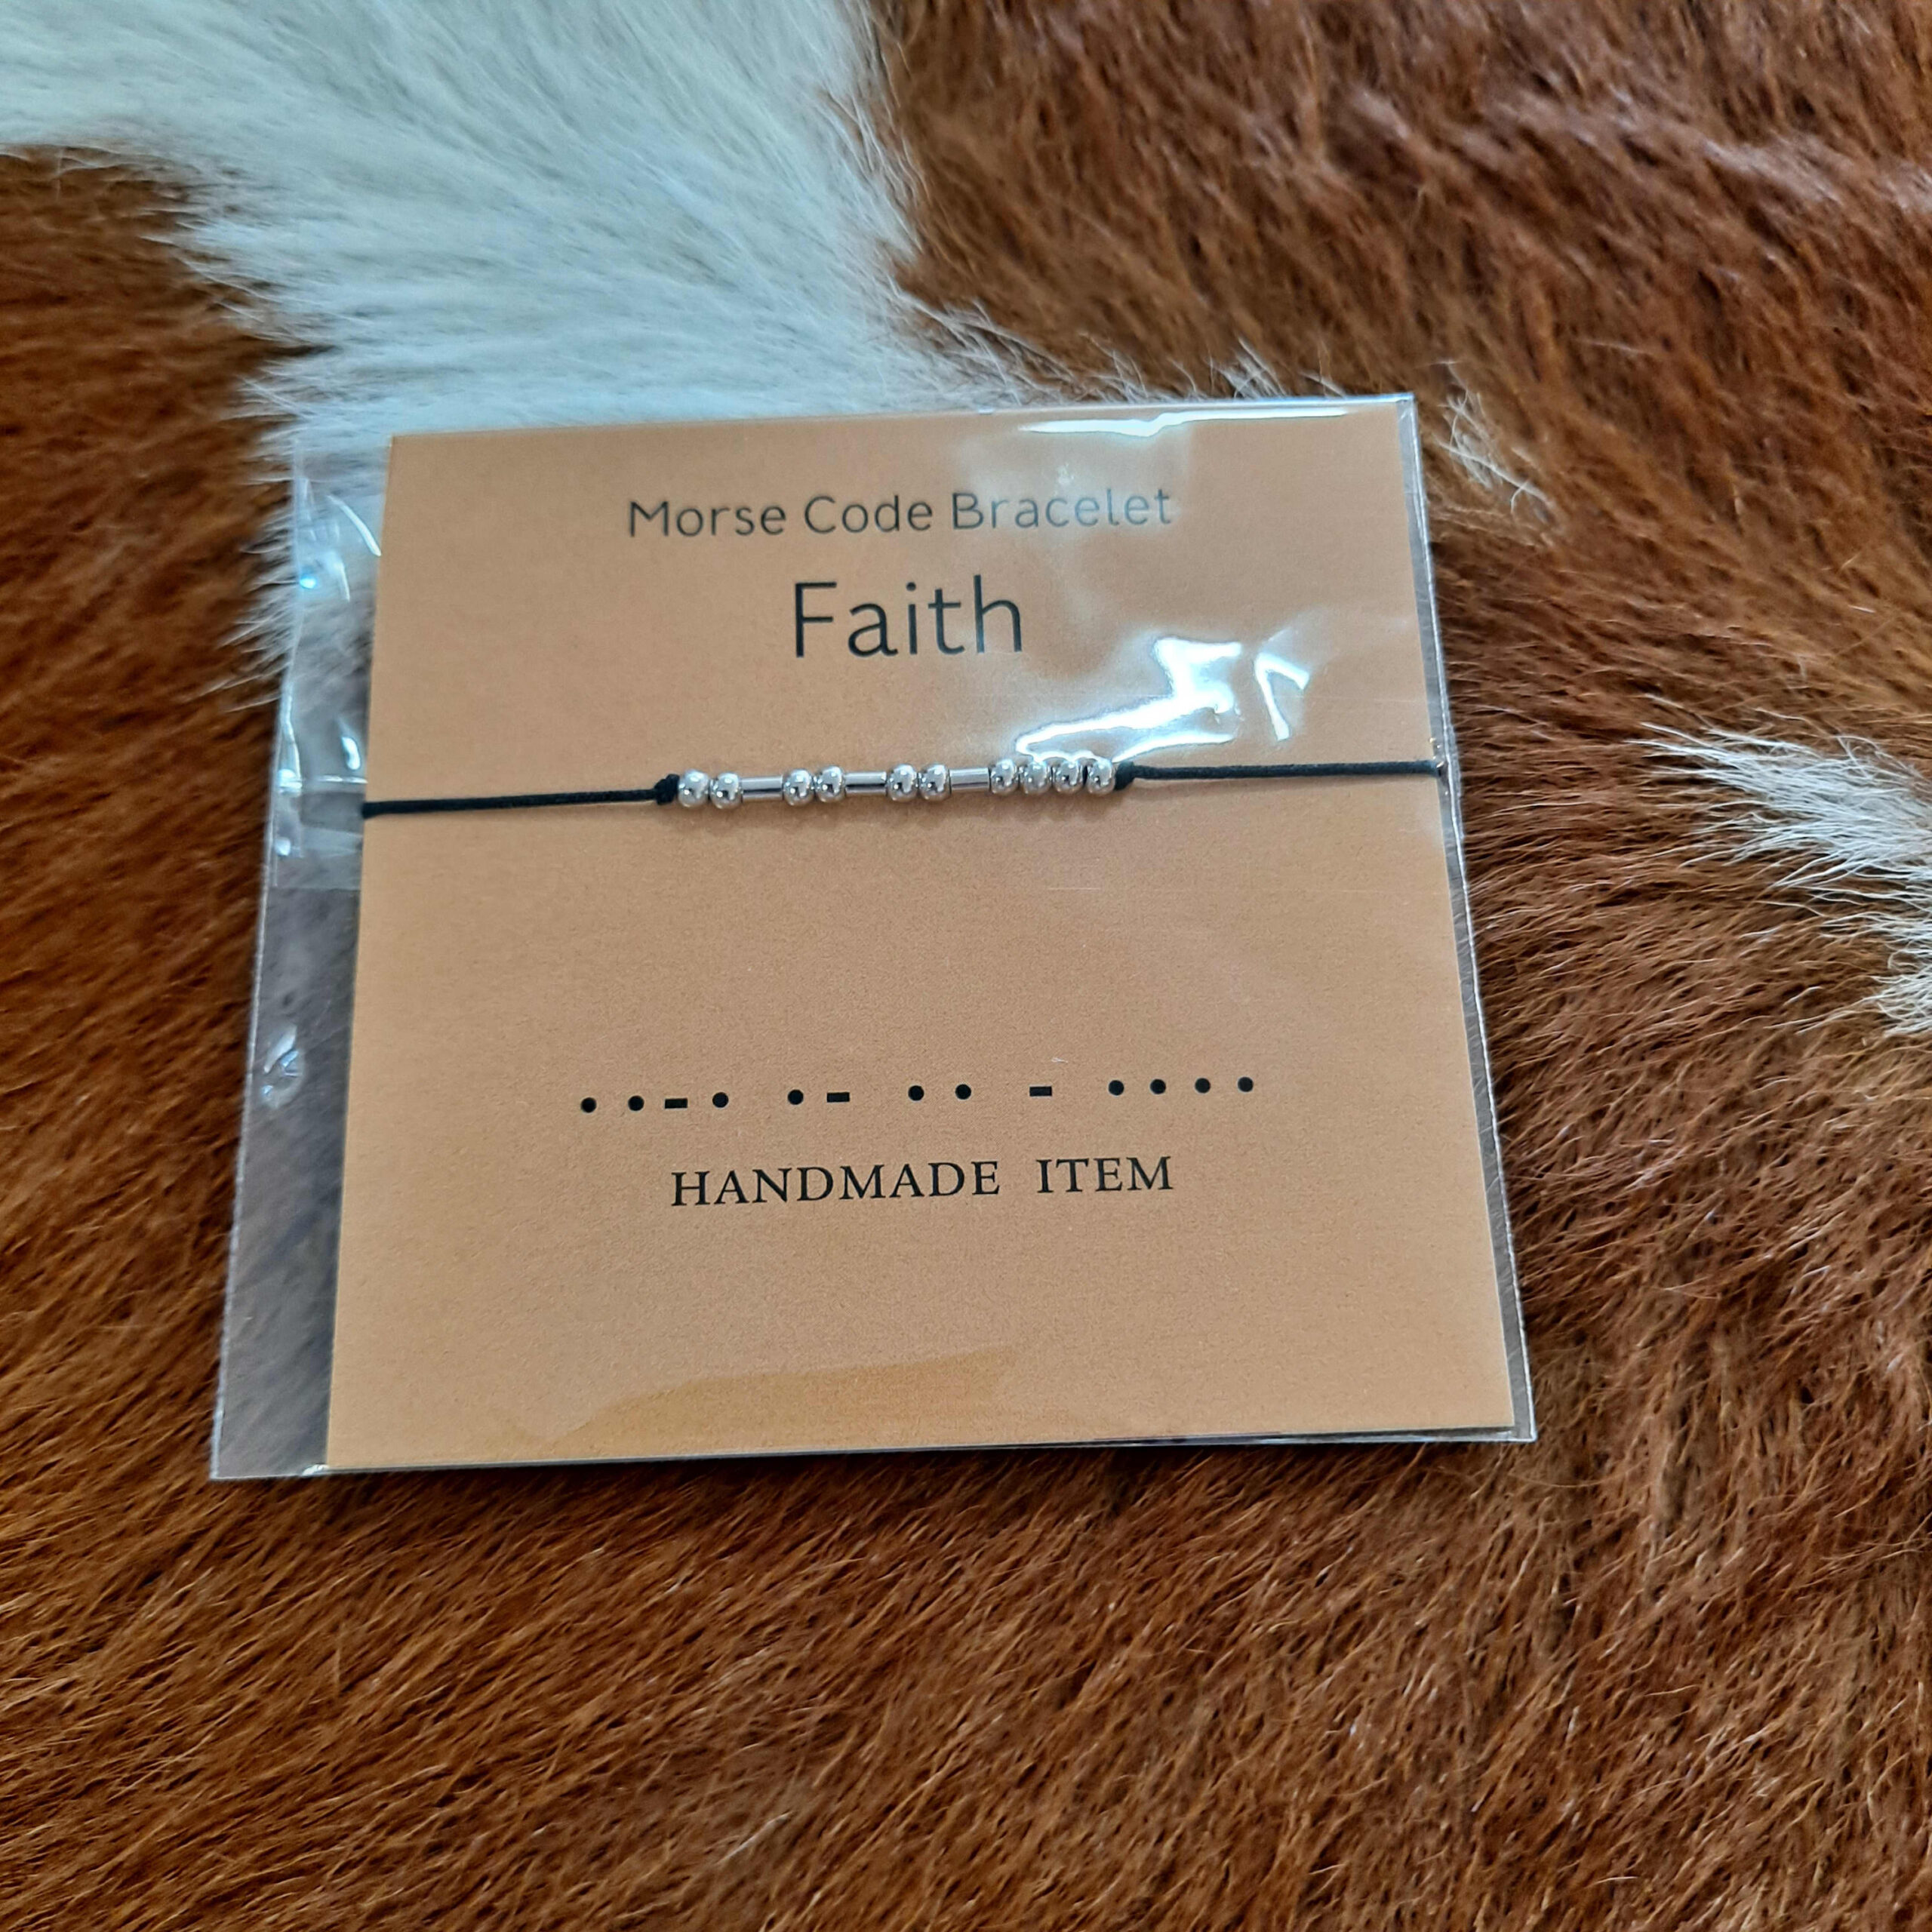 Morse Code Bracelet
Faith
• • - •  • -  • •  -  • • • •
HANDMADE ITEM